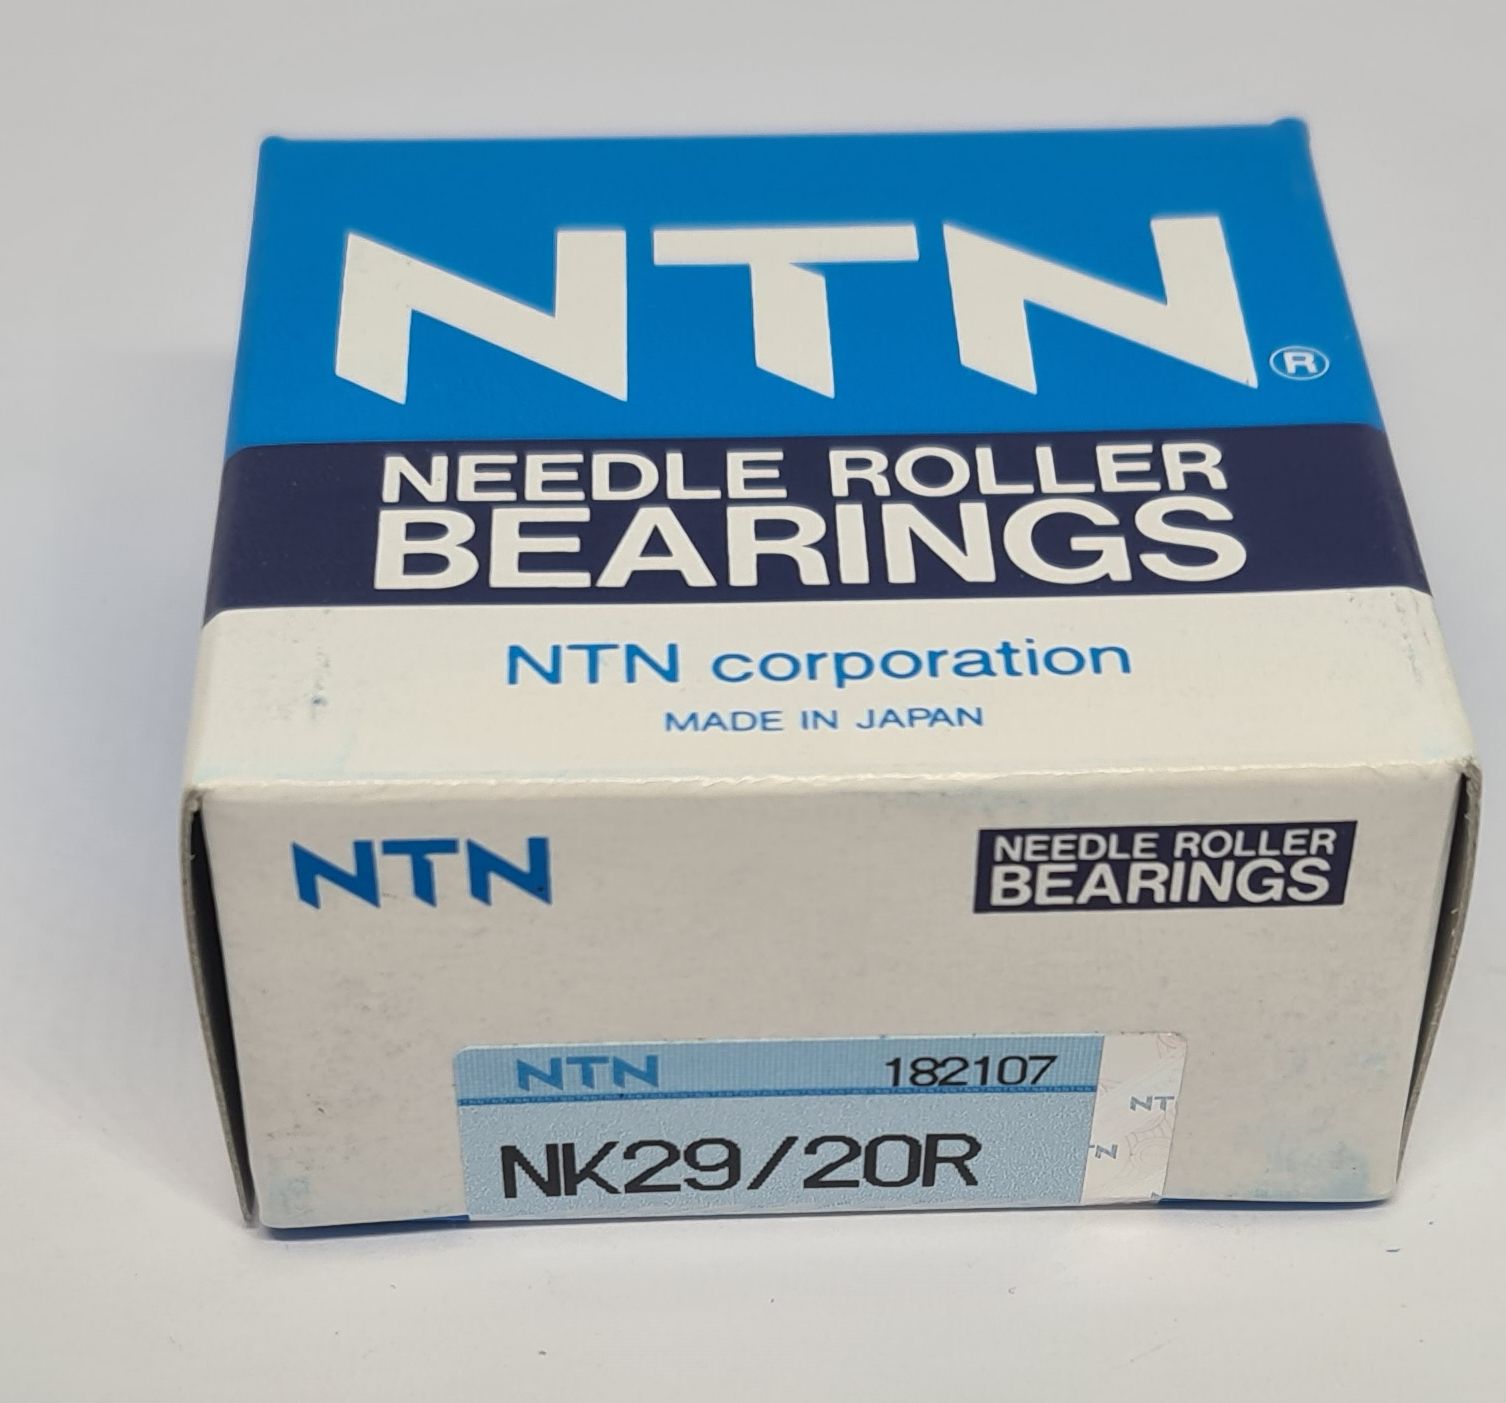 NTN®
NEEDLE ROLLER
BEARINGS
NTN corporation
MADE IN JAPAN
NTN
NEEDLE ROLLER
BEARINGS
NTN 182107
NK29/20R